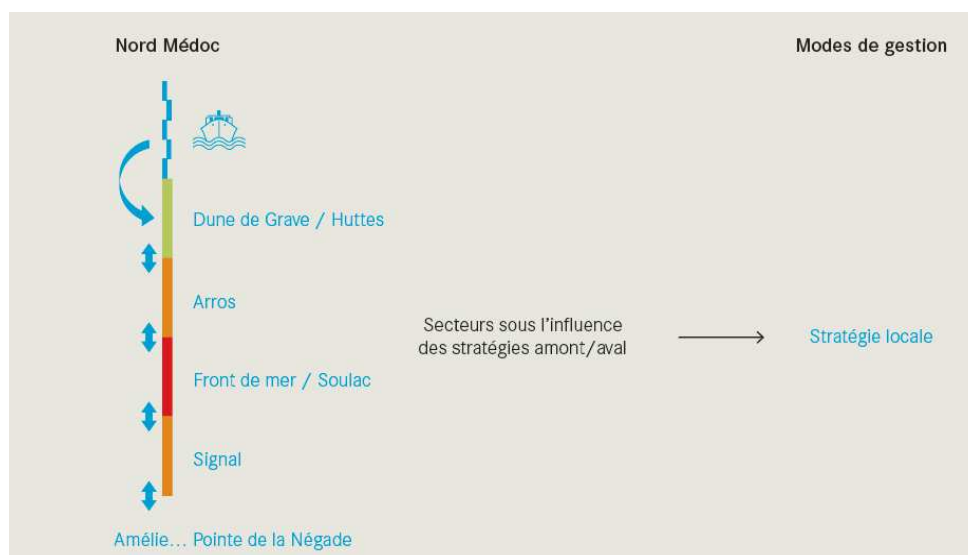 Nord Médoc
Modes de gestion
Dune de Grave / Huttes
Arros
Secteurs sous l'influence
des stratégies amont/aval
Stratégie locale
Front de mer / Soulac
Signal
Amélie... Pointe de la Négade